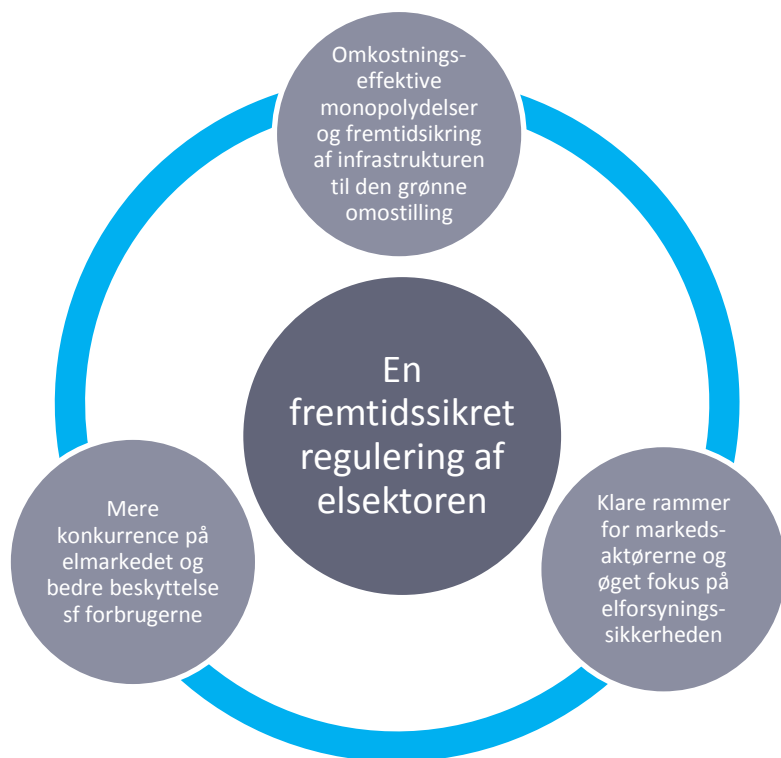 Omkostnings-
effektive
monopolydelser
og fremtidsikring
af infrastrukturen
til den grønne
omostilling
En
fremtidssikret
regulering af
elsektoren
Mere
konkurrence på
elmarkedet og
bedre beskyttelse
sf forbrugerne
Klare rammer
for markeds-
aktørerne og
øget fokus på
elforsynings-
sikkerheden